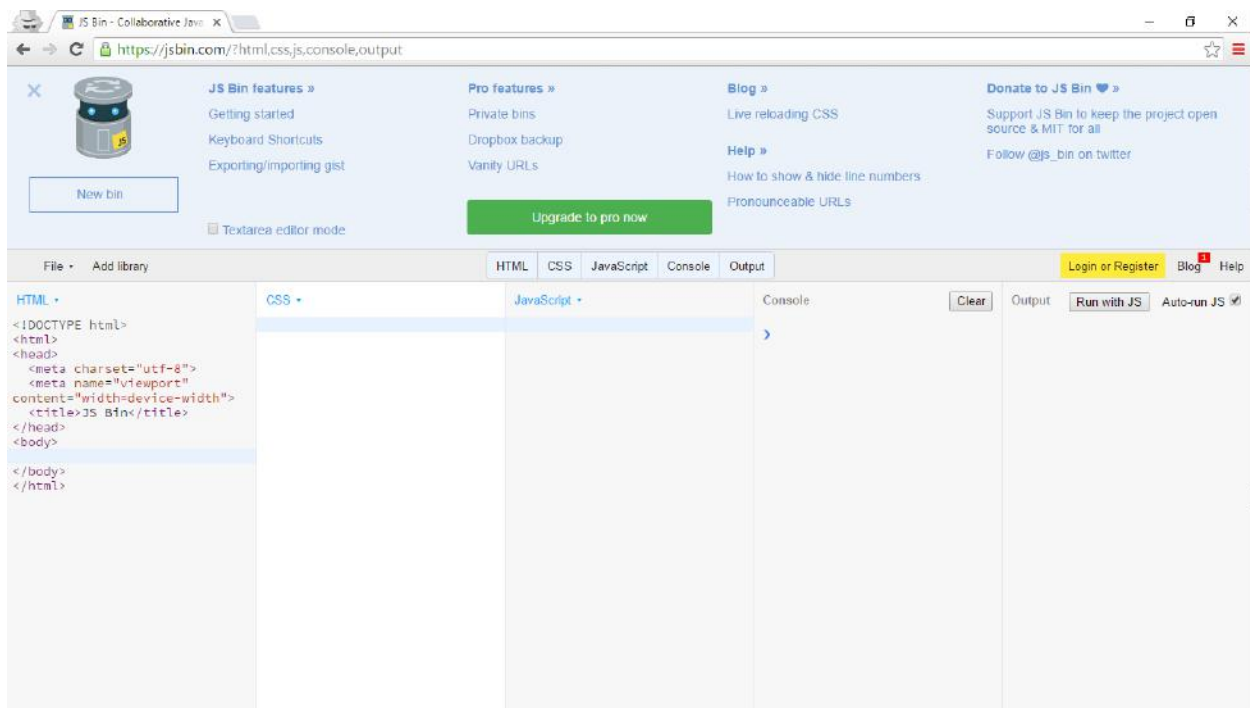 JS Bin - Collaborative Java
https://jsbin.com/?html,css,js,console,output
JS
New bin
JS Bin features »
Getting started
Keyboard Shortcuts
Exporting/importing gist
Textarea editor mode
Pro features »
Private bins
Dropbox backup
Vanity URLs
Upgrade to pro now
Blog »
Live reloading CSS
Help »
How to show & hide line numbers
Pronounceable URLs
Donate to JS Bin ♥ »
Support JS Bin to keep the project open
source & MIT for all
Follow @js_bin on twitter
File Add library HTML CSS JavaScript Console Output Login or Register Blog 1 Help
HTML
<!DOCTYPE html>
<html>
<head>
  <meta charset="utf-8">
  <meta name="viewport"
content="width=device-width">
  <title>JS Bin</title>
</head>
<body>
</body>
</html>
CSS
JavaScript
Console Clear
❯
Output Run with JS Auto-run JS